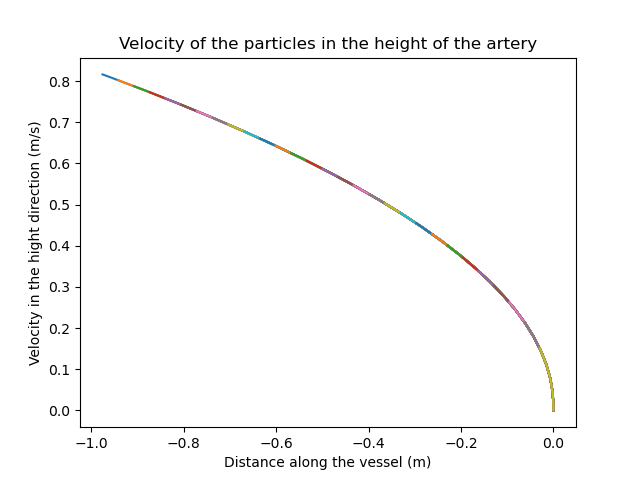 Velocity of the particles in the height of the artery
Velocity in the hight direction (m/s)
0.8
0.7
0.6
0.5
0.4
0.3
0.2
0.1
0.0
−1.0 −0.8 −0.6 −0.4 −0.2 0.0
Distance along the vessel (m)